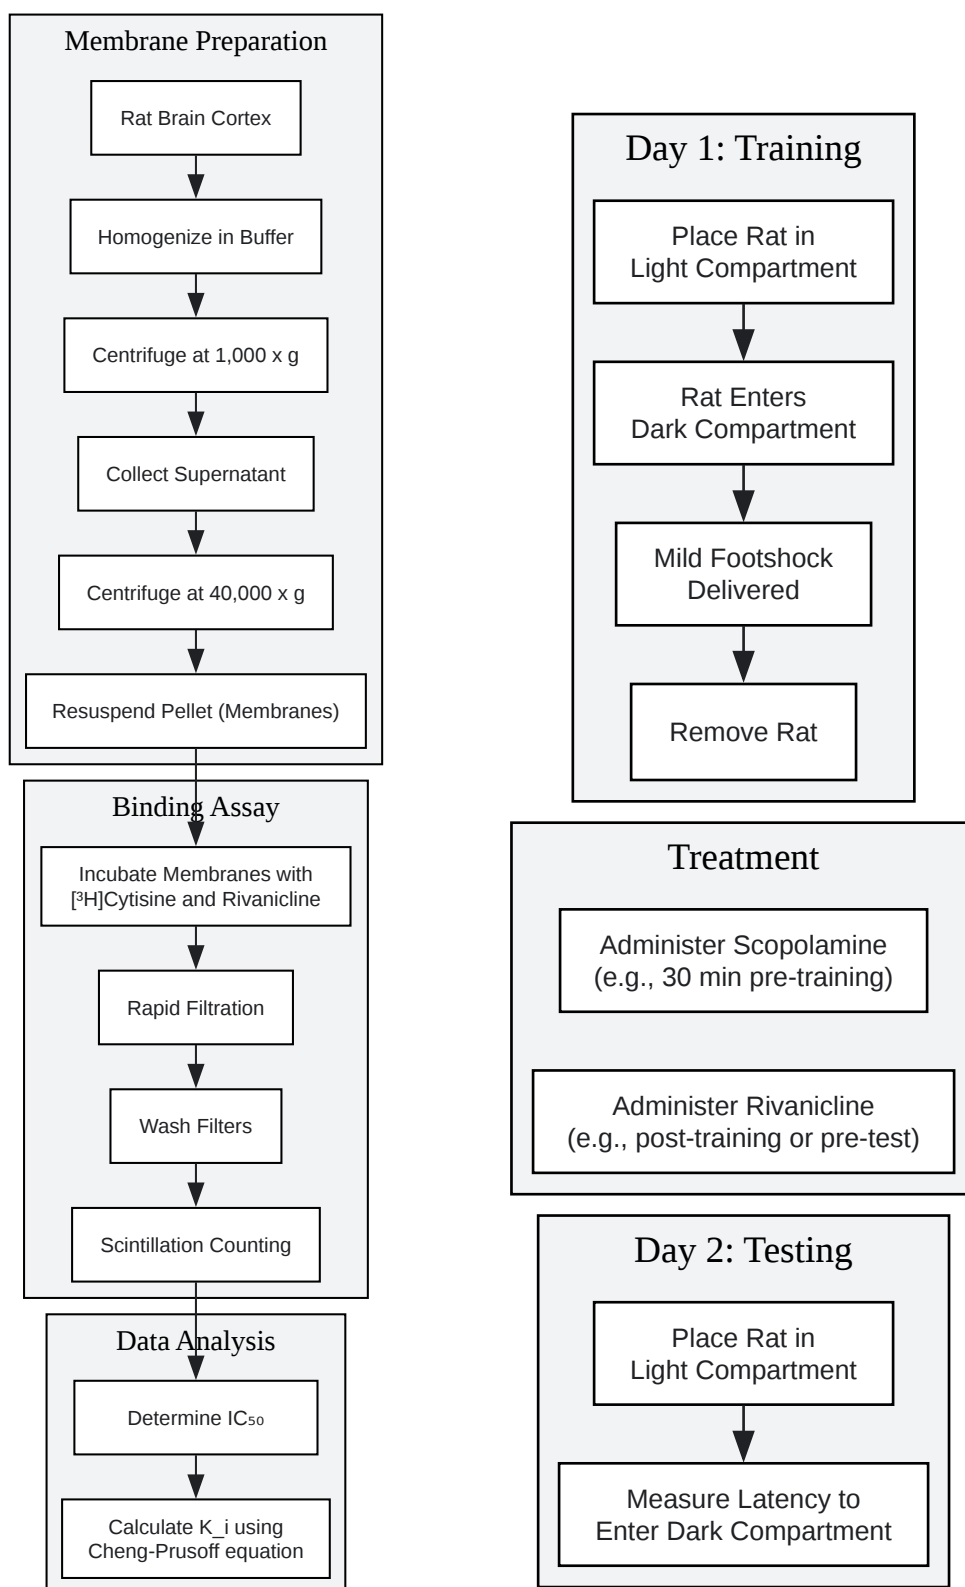 Membrane Preparation
Rat Brain Cortex
Homogenize in Buffer
Centrifuge at 1,000 x g
Collect Supernatant
Centrifuge at 40,000 x g
Resuspend Pellet (Membranes)
Binding Assay
Incubate Membranes with
[³H]Cytisine and Rivanicline
Rapid Filtration
Wash Filters
Scintillation Counting
Data Analysis
Determine IC₅₀
Calculate K_i using
Cheng-Prusoff equation
Day 1: Training
Place Rat in
Light Compartment
Rat Enters
Dark Compartment
Mild Footshock
Delivered
Remove Rat
Treatment
Administer Scopolamine
(e.g., 30 min pre-training)
Administer Rivanicline
(e.g., post-training or pre-test)
Day 2: Testing
Place Rat in
Light Compartment
Measure Latency to
Enter Dark Compartment